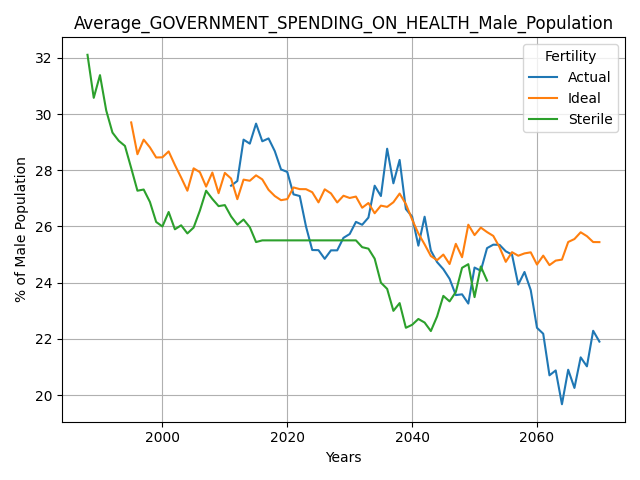 Average_GOVERNMENT_SPENDING_ON_HEALTH_Male_Population
% of Male Population
32
30
28
26
24
22
20
2000
2020
2040
2060
Years
Fertility
Actual
Ideal
Sterile